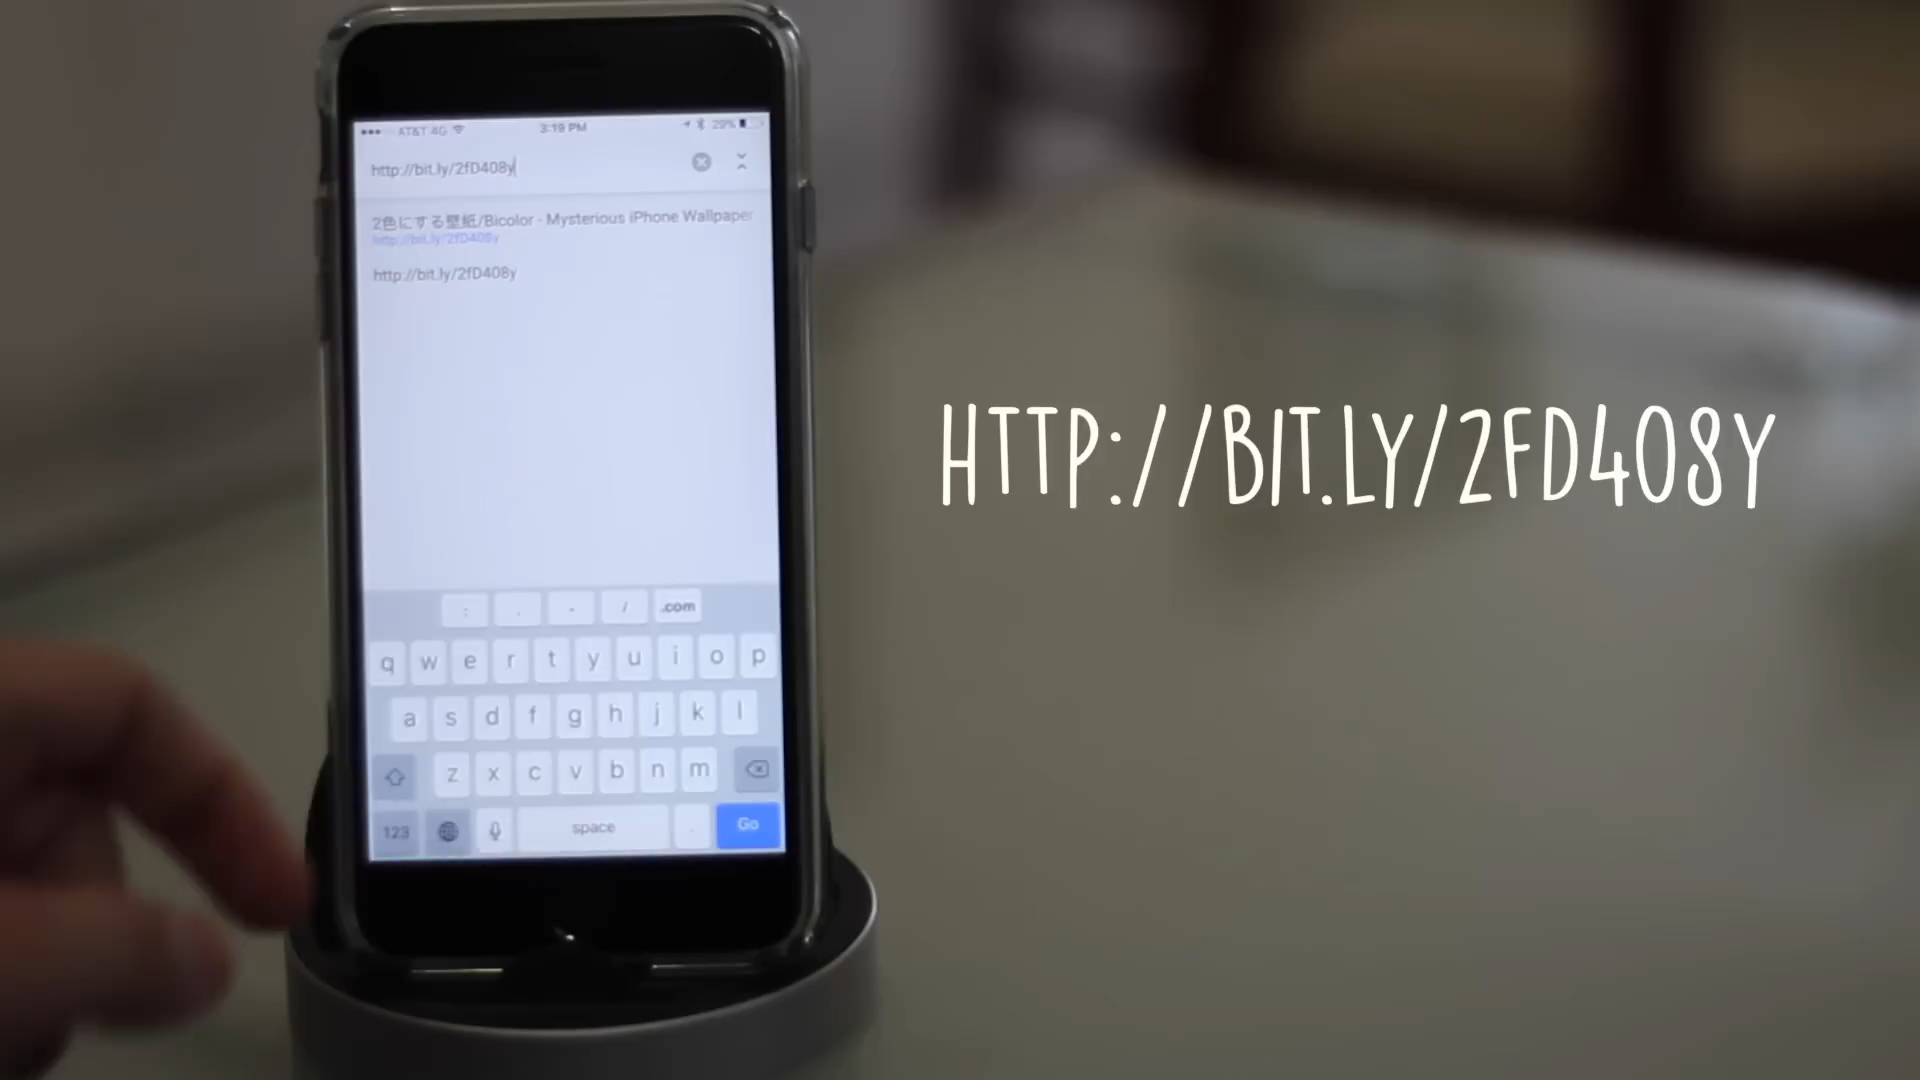 AT&T 4G 3:19 PM 29%
http://bit.ly/2fD408y
2色にする壁紙/Bicolor - Mysterious iPhone Wallpaper
http://bit.ly/2fD408y
http://bit.ly/2fD408y
HTTP://BIT.LY/2FD408Y
: . - / .com
q w e r t y u i o p
a s d f g h j k l
z x c v b n m
123 space . Go